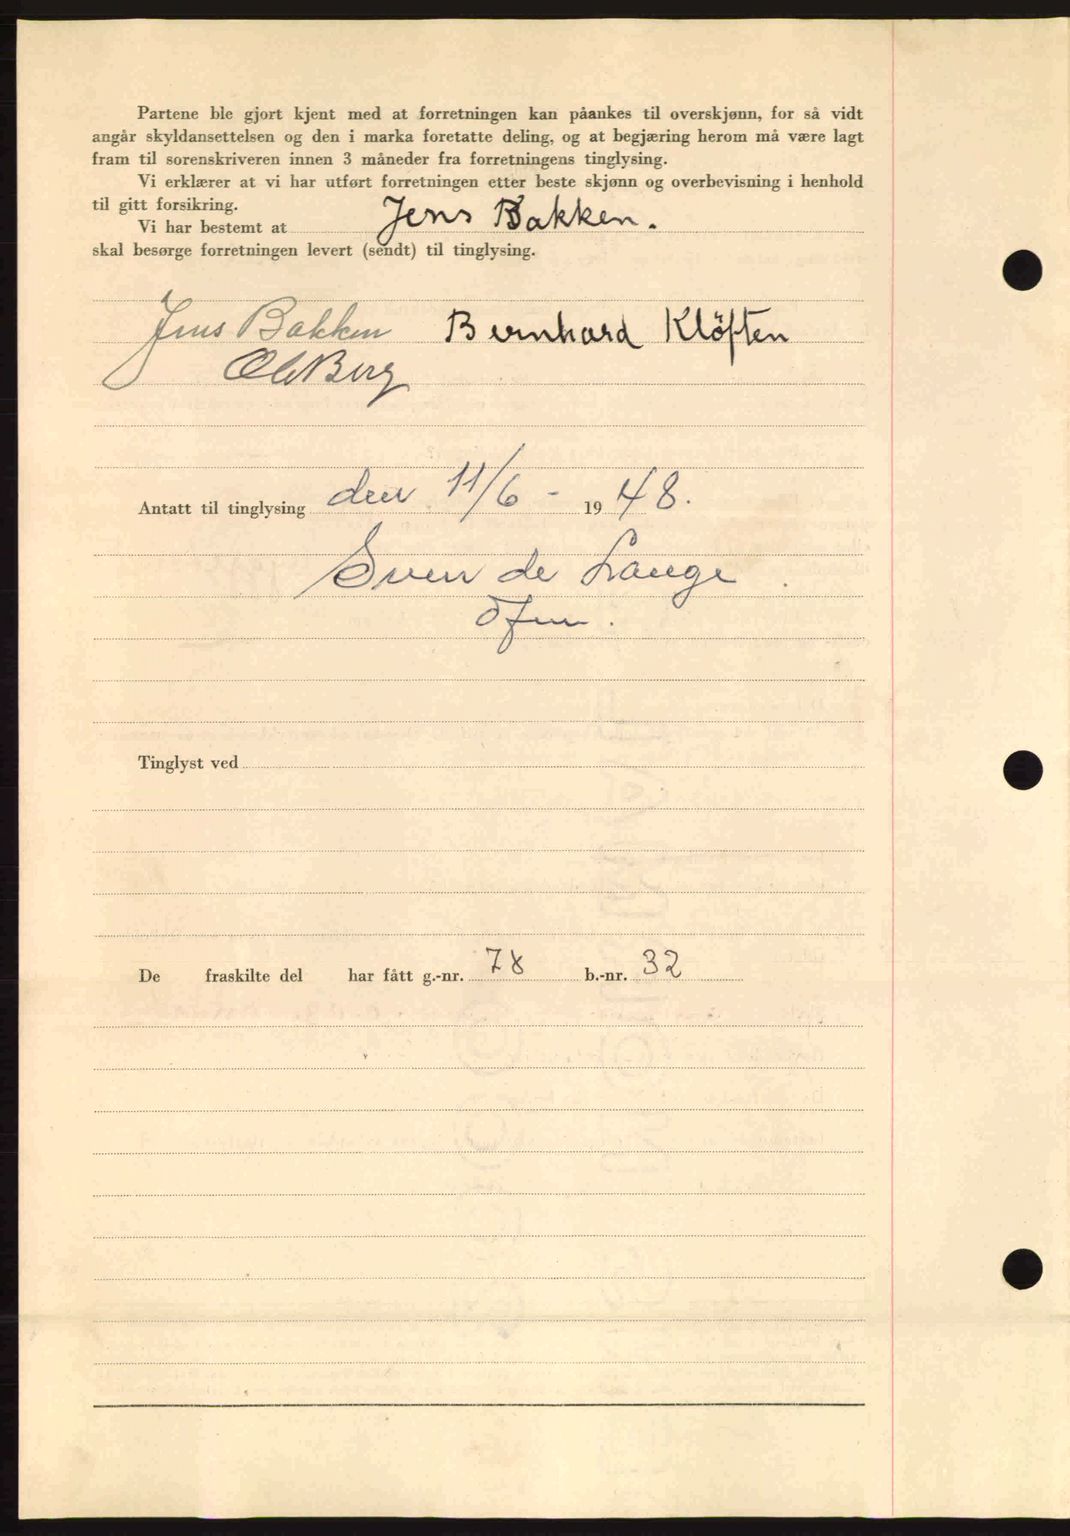 Partene ble gjort kjent med at forretningen kan påankes til overskjønn, for så vidt
angår skyldansettelsen og den i marka foretatte deling, og at begjæring herom må være lagt
fram til sorenskriveren innen 3 måneder fra forretningens tinglysing.
Vi erklærer at vi har utført forretningen etter beste skjønn og overbevisning i henhold
til gitt forsikring.
Vi har bestemt at Jens Bakken.
skal besørge forretningen levert (sendt) til tinglysing.
Jens Bakken Bernhard Klöften
Ole Berg
Antatt til tinglysing den 11/6 - 1948.
Sven de Lange
Tinglyst ved
De fraskilte del har fått g.-nr. 78 b.-nr. 32